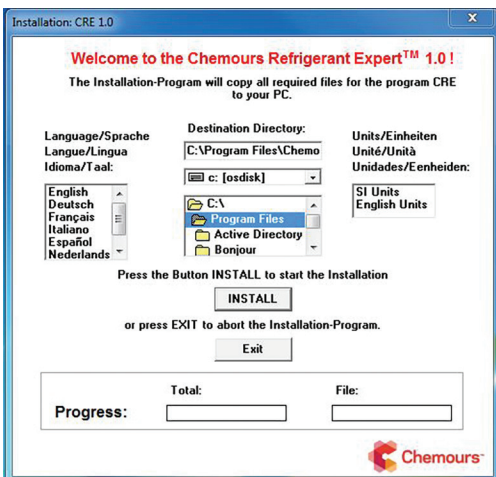 Installation: CRE 1.0
x
Welcome to the Chemours Refrigerant Expert™ 1.0 !
The Installation-Program will copy all required files for the program CRE
to your PC.
Language/Sprache
Langue/Lingua
Idioma/Taal:
English
Deutsch
Français
Italiano
Español
Nederlands
Destination Directory:
C:\Program Files\Chemo
c: [osdisk]
C:\
Program Files
Active Directory
Bonjour
Units/Einheiten
Unité/Unità
Unidades/Eenheiden:
SI Units
English Units
Press the Button INSTALL to start the Installation
INSTALL
or press EXIT to abort the Installation-Program.
Exit
Total:
File:
Progress:
Chemours™